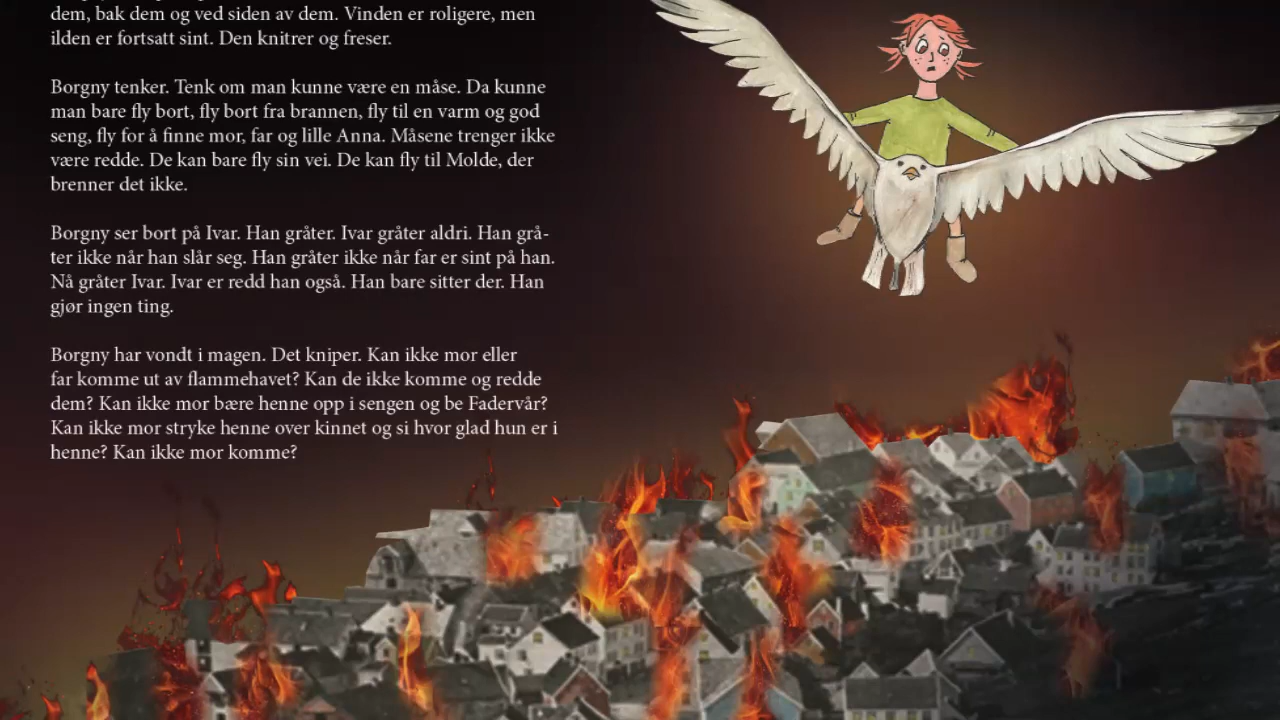 dem, bak dem og ved siden av dem. Vinden er roligere, men
ilden er fortsatt sint. Den knitrer og freser.
Borgny tenker. Tenk om man kunne være en måse. Da kunne
man bare fly bort, fly bort fra brannen, fly til en varm og god
seng, fly for å finne mor, far og lille Anna. Måsene trenger ikke
være redde. De kan bare fly sin vei. De kan fly til Molde, der
brenner det ikke.
Borgny ser bort på Ivar. Han gråter. Ivar gråter aldri. Han grå-
ter ikke når han slår seg. Han gråter ikke når far er sint på han.
Nå gråter Ivar. Ivar er redd han også. Han bare sitter der. Han
gjør ingen ting.
Borgny har vondt i magen. Det kniper. Kan ikke mor eller
far komme ut av flammehavet? Kan de ikke komme og redde
dem? Kan ikke mor bære henne opp i sengen og be Fadervår?
Kan ikke mor stryke henne over kinnet og si hvor glad hun er i
henne? Kan ikke mor komme?